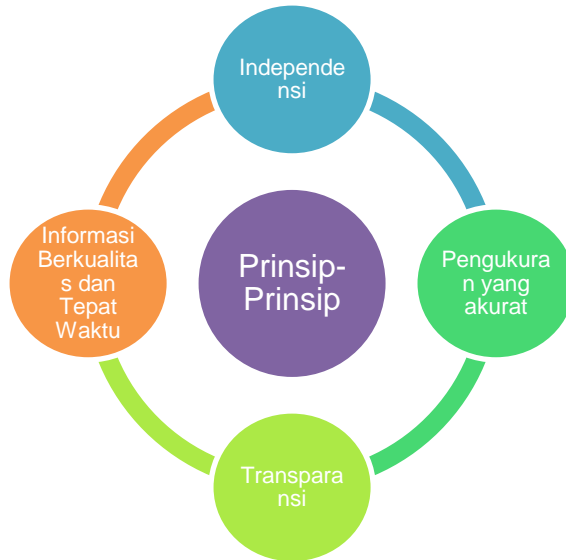 Independe
nsi
Informasi
Berkualita
s dan
Tepat
Waktu
Prinsip-
Prinsip
Pengukura
n yang
akurat
Transpara
nsi